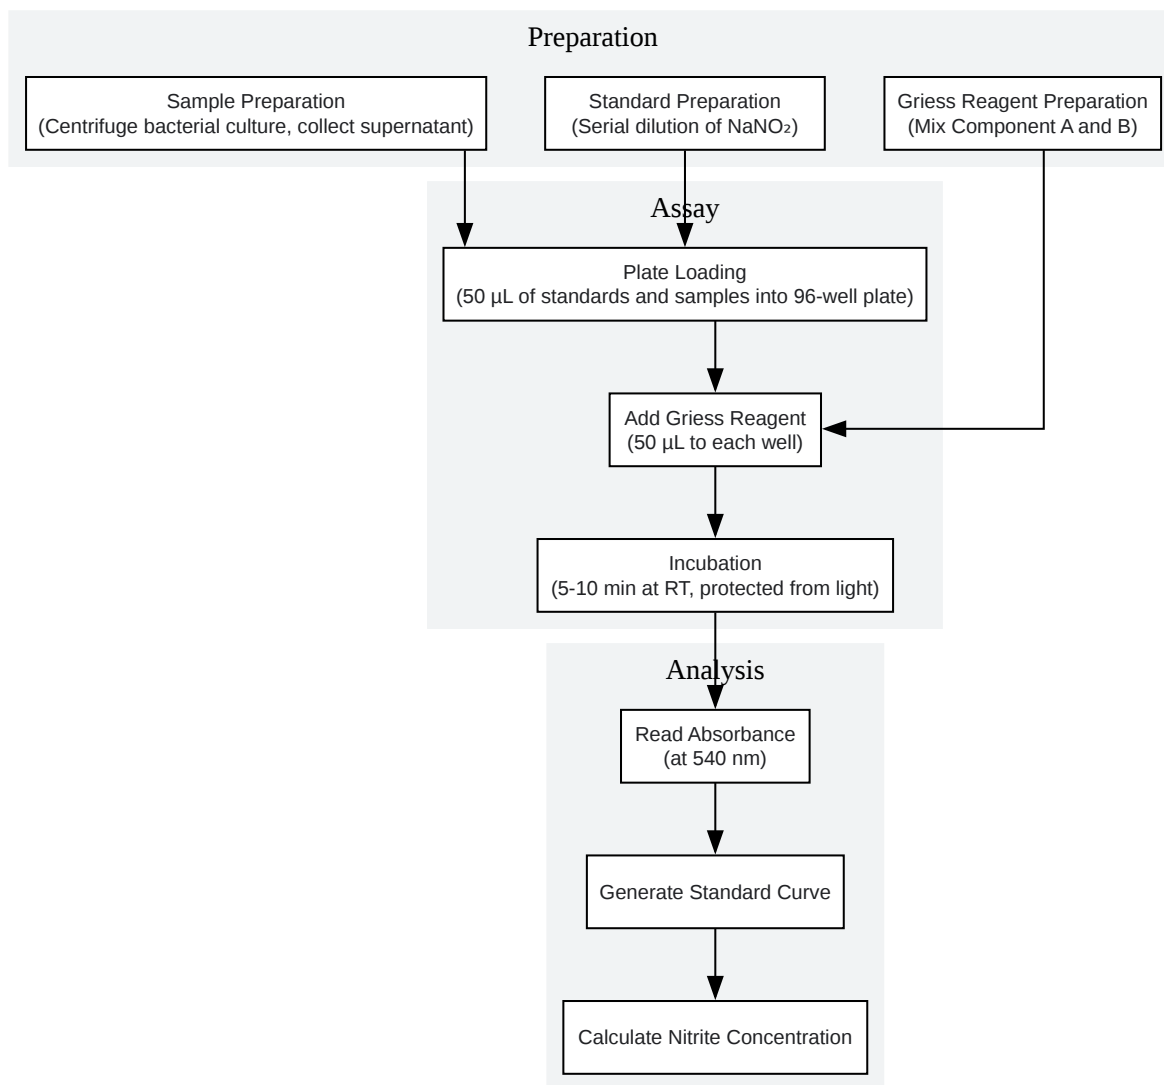 Preparation
Sample Preparation
(Centrifuge bacterial culture, collect supernatant)
Standard Preparation
(Serial dilution of NaNO₂)
Griess Reagent Preparation
(Mix Component A and B)
Assay
Plate Loading
(50 µL of standards and samples into 96-well plate)
Add Griess Reagent
(50 µL to each well)
Incubation
(5-10 min at RT, protected from light)
Analysis
Read Absorbance
(at 540 nm)
Generate Standard Curve
Calculate Nitrite Concentration